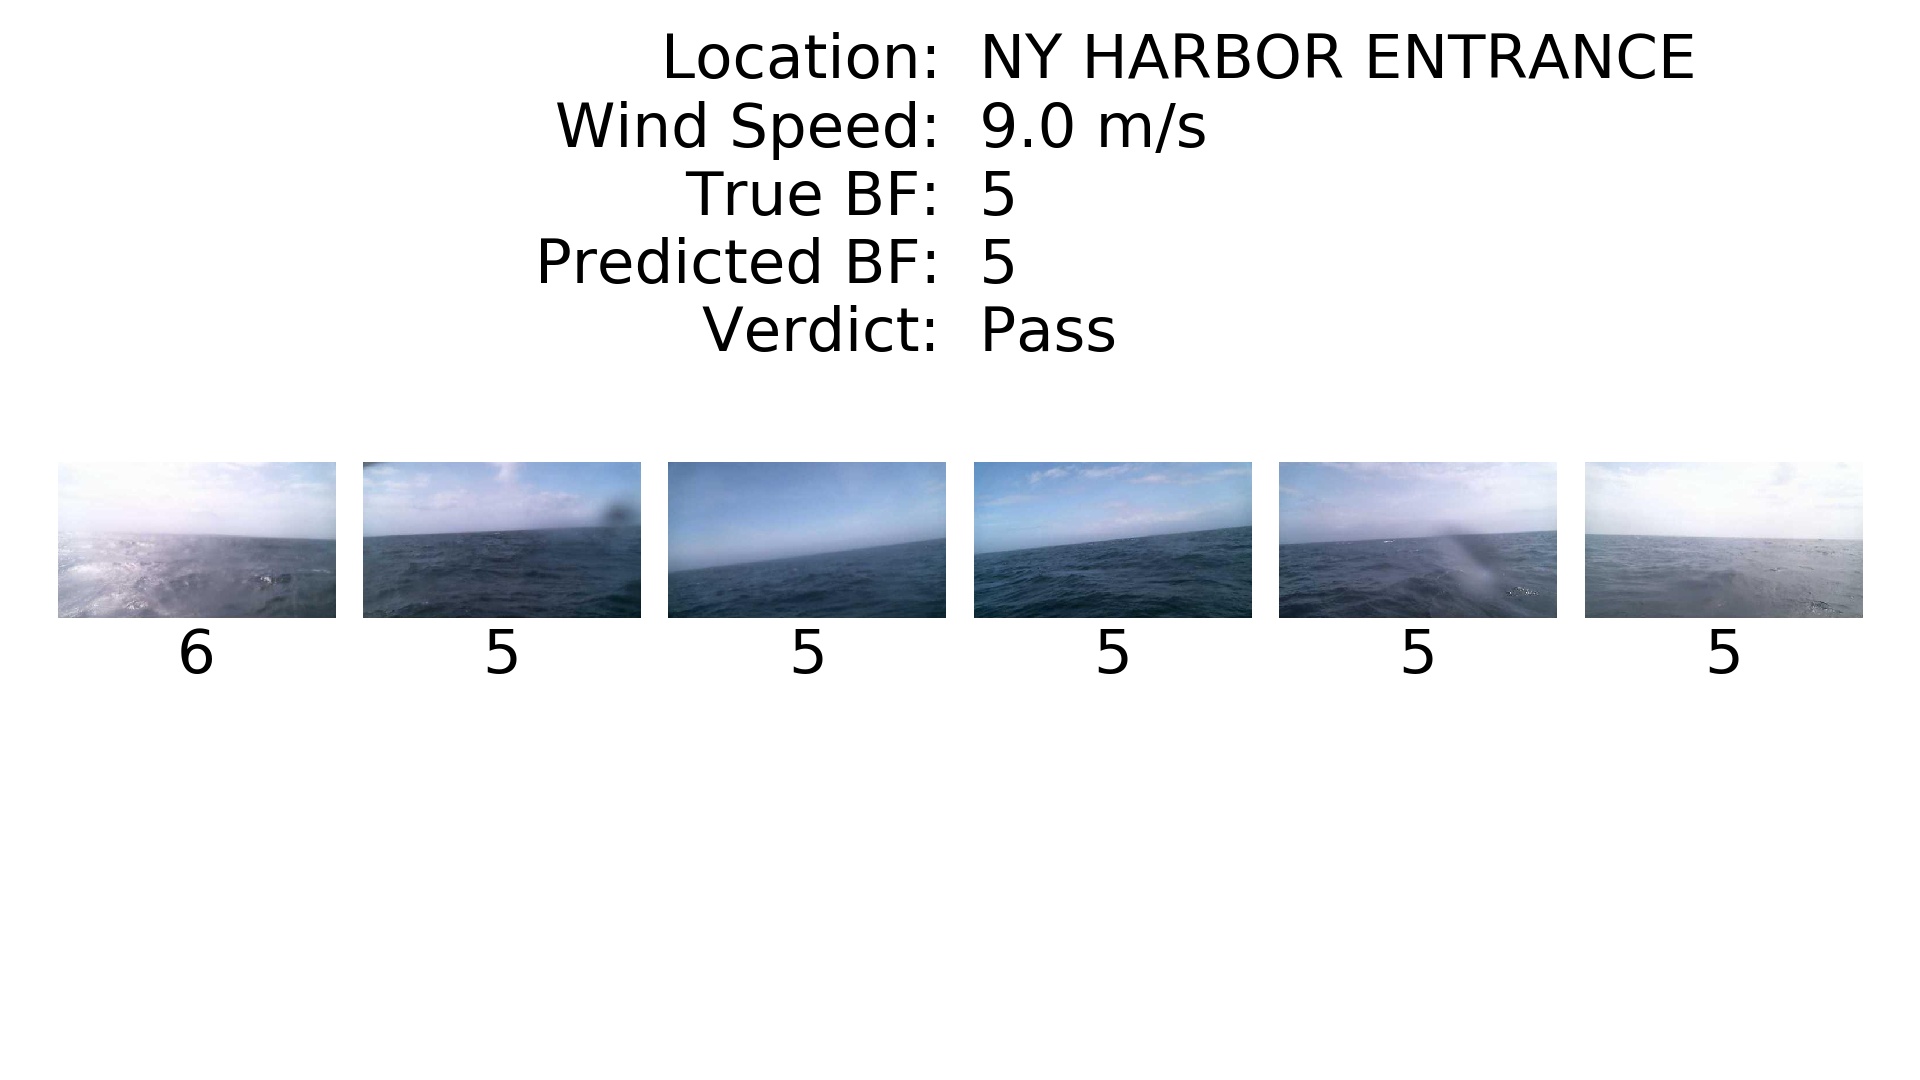 Location: NY HARBOR ENTRANCE
Wind Speed: 9.0 m/s
True BF: 5
Predicted BF: 5
Verdict: Pass
6 5 5 5 5 5